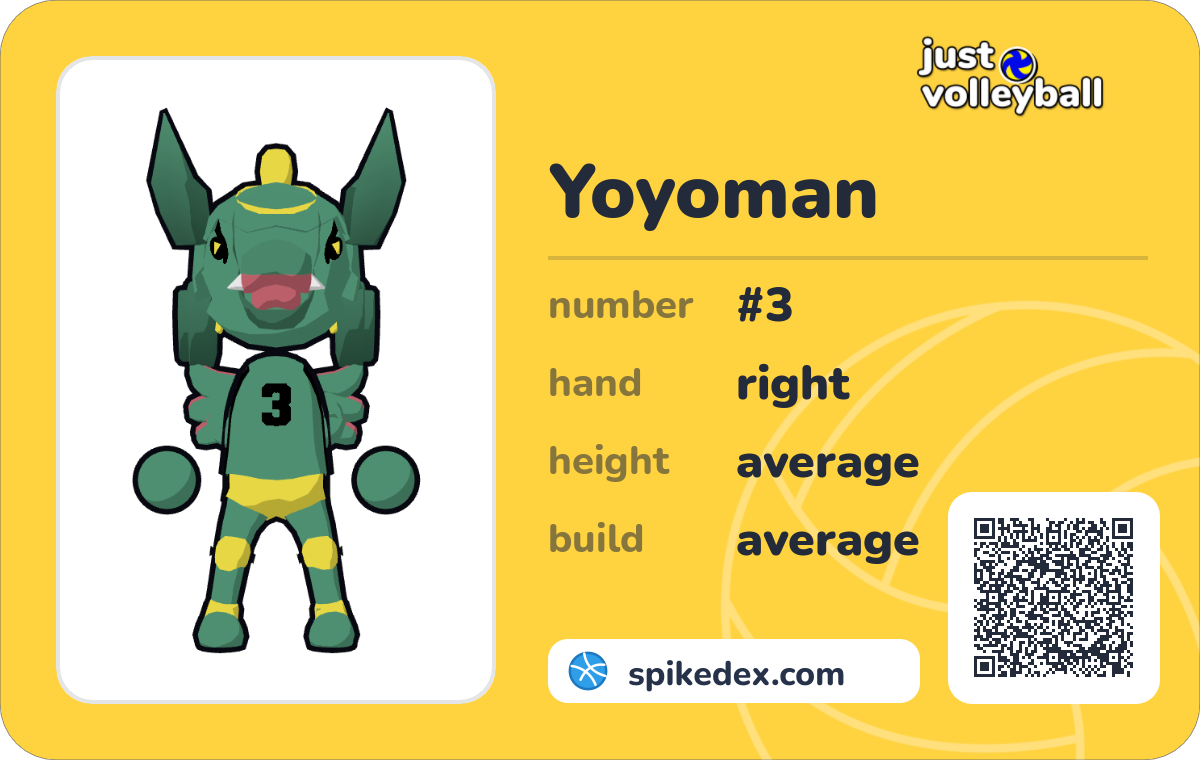 just
volleyball
Yoyoman
number #3
hand right
height average
build average
3
spikedex.com